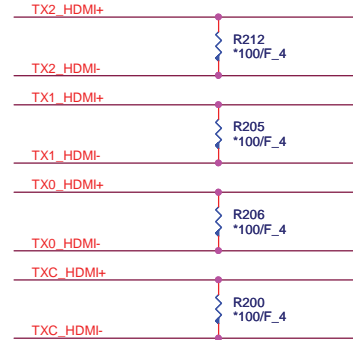 TX2_HDMI+
R212
*100/F_4
TX2_HDMI-
TX1_HDMI+
R205
*100/F_4
TX1_HDMI-
TX0_HDMI+
R206
*100/F_4
TX0_HDMI-
TXC_HDMI+
R200
*100/F_4
TXC_HDMI-